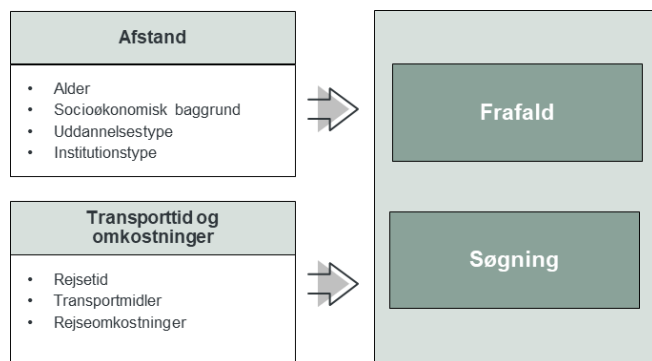 Afstand
• Alder
• Socioøkonomisk baggrund
• Uddannelsestype
• Institutionstype
Transporttid og
omkostninger
• Rejsetid
• Transportmidler
• Rejseomkostninger
Frafald
Søgning